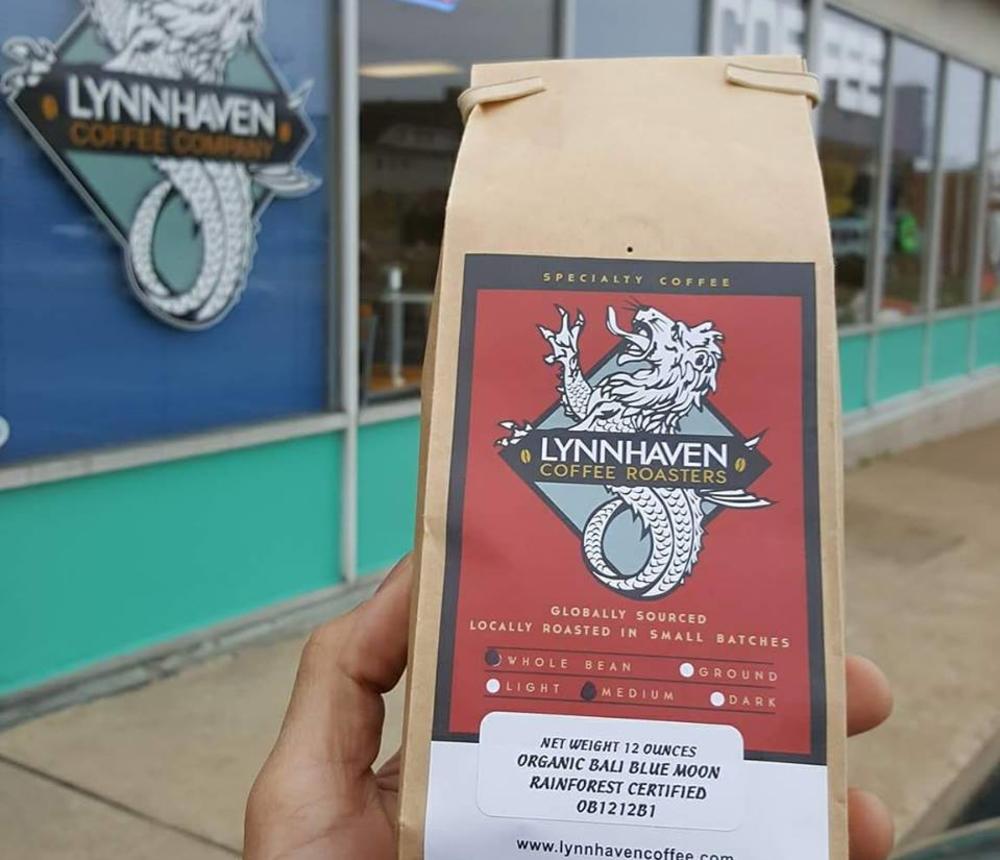 LYNNHAVEN
COFFEE COMPANY
COFFEE
SPECIALTY COFFEE
LYNNHAVEN
COFFEE ROASTERS
GLOBALLY SOURCED
LOCALLY ROASTED IN SMALL BATCHES
WHOLE BEAN GROUND
LIGHT MEDIUM DARK
NET WEIGHT 12 OUNCES
ORGANIC BALI BLUE MOON
RAINFOREST CERTIFIED
OB1212B1
www.lynnhavencoffee.com